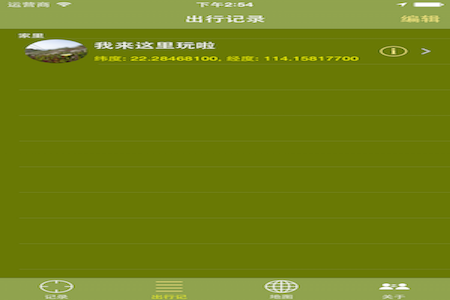 运营商 下午2:54
出行记录 编辑
家里
我来这里玩啦
纬度: 22.28468100, 经度: 114.15817700
记录 出行记 地图 关于